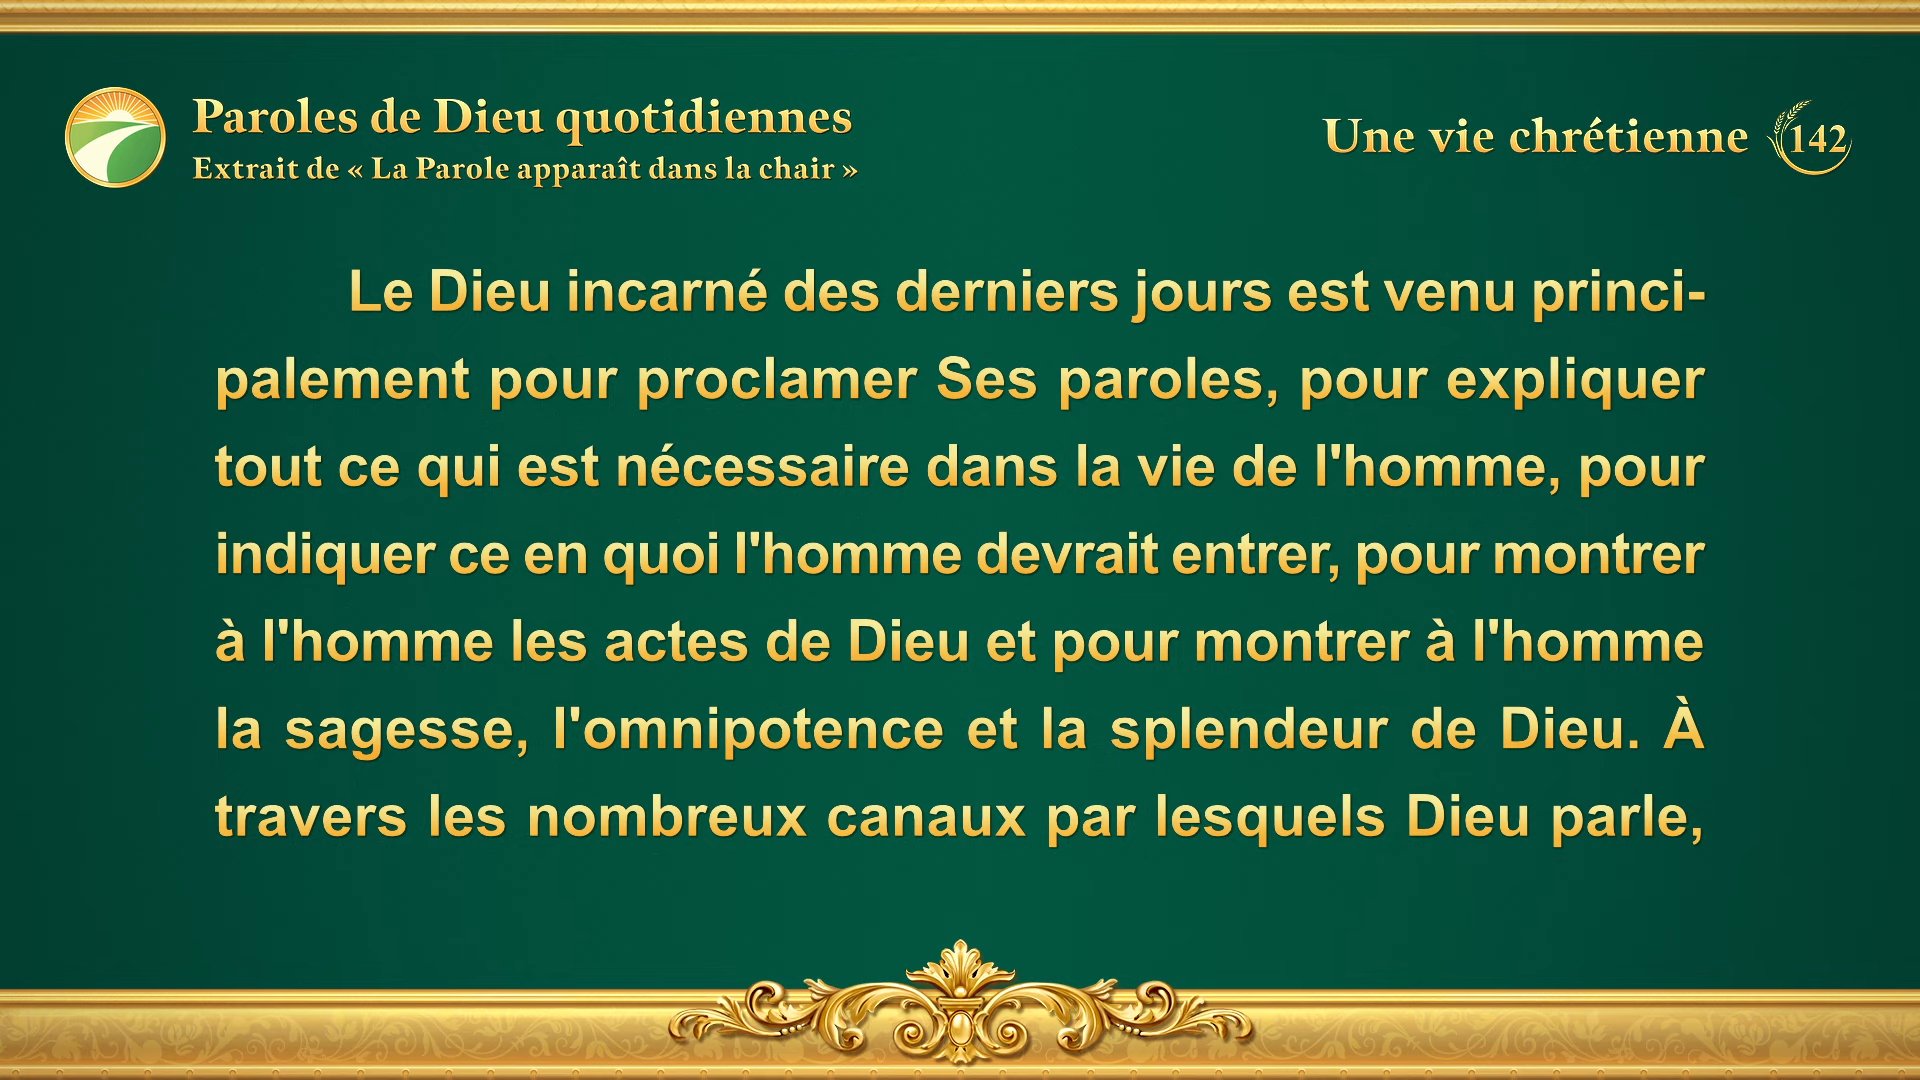 Paroles de Dieu quotidiennes
Extrait de « La Parole apparaît dans la chair »
Une vie chrétienne 142
Le Dieu incarné des derniers jours est venu princi-
palement pour proclamer Ses paroles, pour expliquer
tout ce qui est nécessaire dans la vie de l'homme, pour
indiquer ce en quoi l'homme devrait entrer, pour montrer
à l'homme les actes de Dieu et pour montrer à l'homme
la sagesse, l'omnipotence et la splendeur de Dieu. À
travers les nombreux canaux par lesquels Dieu parle,